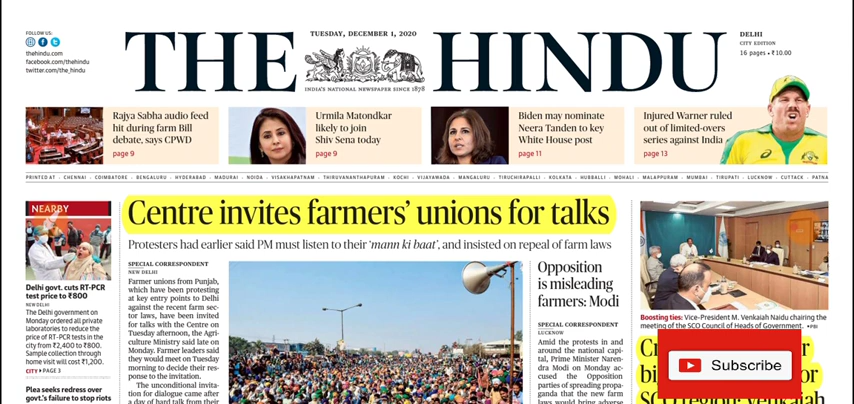 FOLLOW US:
thehindu.com
facebook.com/thehindu
twitter.com/the_hindu
THE HINDU
TUESDAY, DECEMBER 1, 2020
INDIA'S NATIONAL NEWSPAPER SINCE 1878
DELHI
CITY EDITION
16 pages • ₹10.00
Rajya Sabha audio feed
hit during farm Bill
debate, says CPWD
page 9
Urmila Matondkar
likely to join
Shiv Sena today
page 9
Biden may nominate
Neera Tanden to key
White House post
page 11
Injured Warner ruled
out of limited-overs
series against India
page 13
PRINTED AT • CHENNAI • COIMBATORE • BENGALURU • HYDERABAD • MADURAI • NOIDA • VISAKHAPATNAM • THIRUVANANTHAPURAM • KOCHI • VIJAYAWADA • MANGALURU • TIRUCHIRAPALLI • KOLKATA • HUBBALLI • MOHALI • MALAPPURAM • MUMBAI • TIRUPATI • LUCKNOW • CUTTACK • PATNA
NEARBY
Delhi govt. cuts RT-PCR
test price to ₹800
NEW DELHI
The Delhi government on
Monday ordered all private
laboratories to reduce the
price of RT-PCR tests in the
city from ₹2,400 to ₹800.
Sample collection through
home visit will cost ₹1,200.
CITY ▶ PAGE 3
Plea seeks redress over
govt.'s failure to stop riots
Centre invites farmers' unions for talks
Protesters had earlier said PM must listen to their 'mann ki baat', and insisted on repeal of farm laws
SPECIAL CORRESPONDENT
NEW DELHI
Farmer unions from Punjab,
which have been protesting
at key entry points to Delhi
against the recent farm sec-
tor laws, have been invited
for talks with the Centre on
Tuesday afternoon, the Agri-
culture Ministry said late on
Monday. Farmer leaders said
they would meet on Tuesday
morning to decide their res-
ponse to the invitation.
The unconditional invita-
tion for dialogue came after
a day of hard talk from their
Opposition
is misleading
farmers: Modi
SPECIAL CORRESPONDENT
LUCKNOW
Amid the protests in and
around the national capi-
tal, Prime Minister Naren-
dra Modi on Monday ac-
cused the Opposition
parties of spreading propa-
ganda that the new farm
laws would bring adverse
Boosting ties: Vice-President M. Venkaiah Naidu chairing the
meeting of the SCO Council of Heads of Government. • PBI
Subscribe